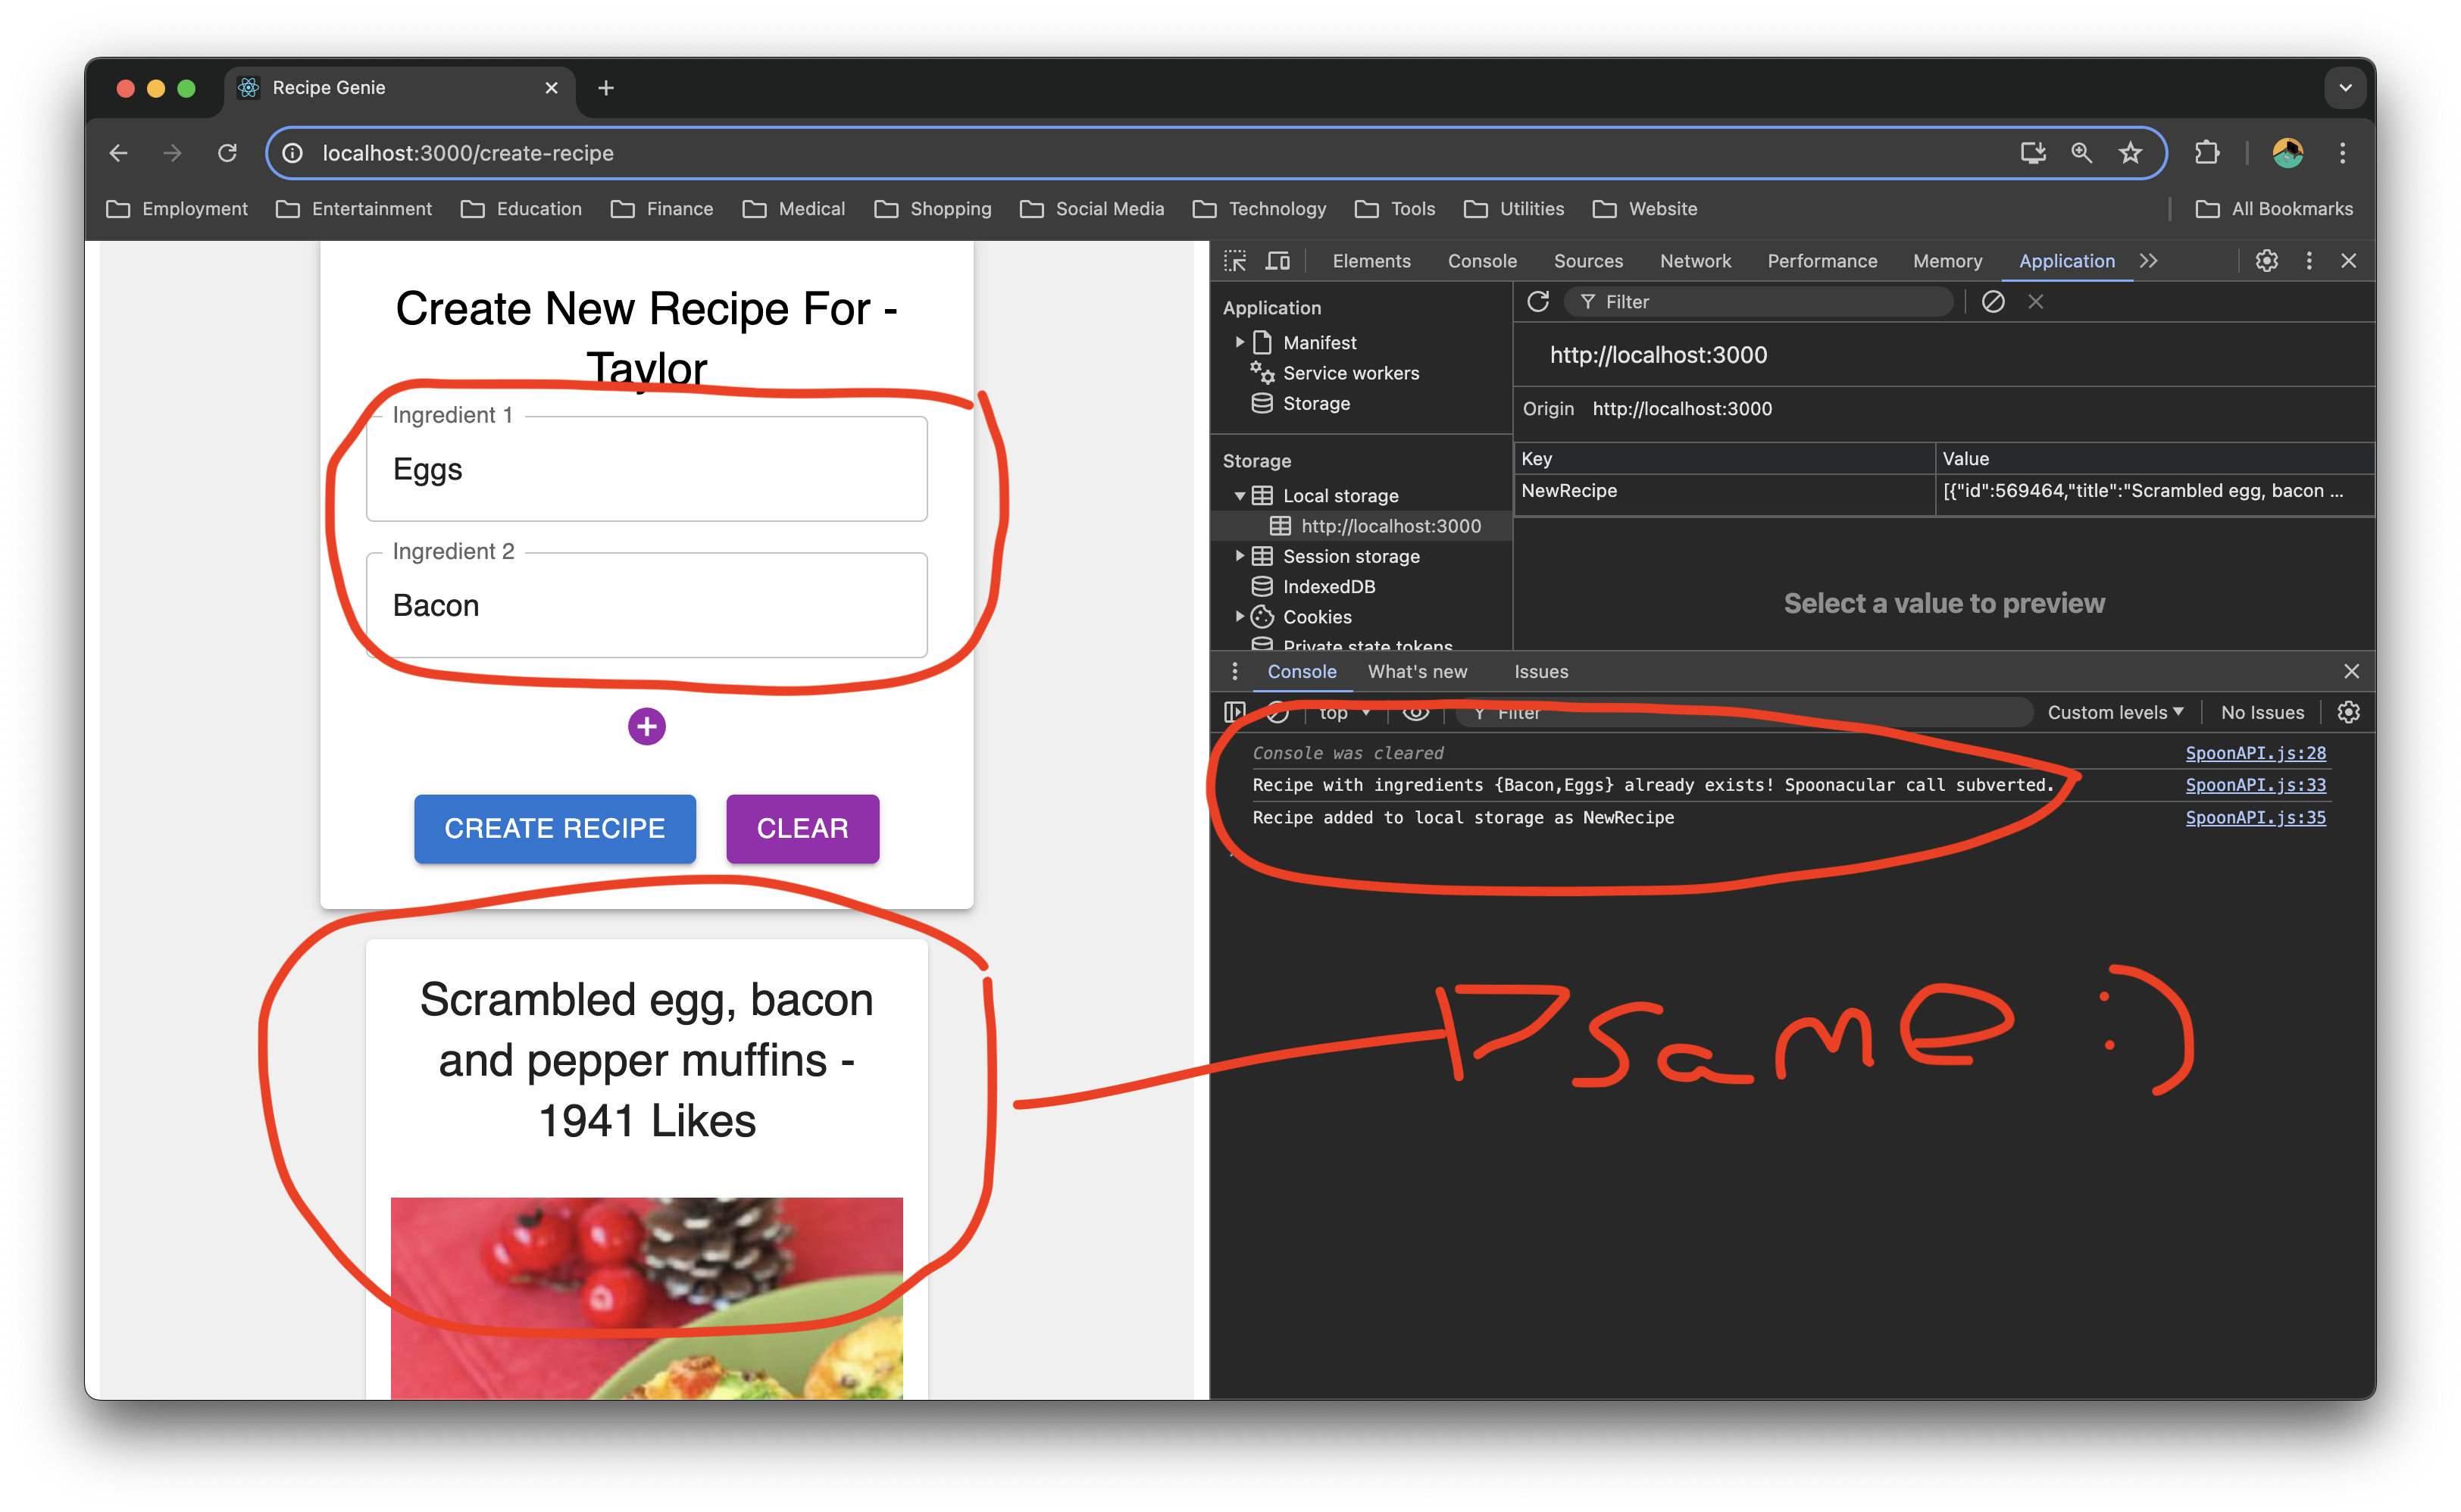 Recipe Genie
localhost:3000/create-recipe
Employment Entertainment Education Finance Medical Shopping Social Media Technology Tools Utilities Website All Bookmarks
Create New Recipe For -
Taylor
Ingredient 1
Eggs
Ingredient 2
Bacon
CREATE RECIPE CLEAR
Scrambled egg, bacon
and pepper muffins -
1941 Likes
Elements Console Sources Network Performance Memory Application
Application
Manifest
Service workers
Storage
Storage
Local storage
http://localhost:3000
Session storage
IndexedDB
Cookies
Private state tokens
Filter
http://localhost:3000
Origin http://localhost:3000
Key Value
NewRecipe [{"id":569464,"title":"Scrambled egg, bacon ...
Select a value to preview
Console What's new Issues
top Filter Custom levels No Issues
Console was cleared SpoonAPI.js:28
Recipe with ingredients {Bacon,Eggs} already exists! Spoonacular call subverted. SpoonAPI.js:33
Recipe added to local storage as NewRecipe SpoonAPI.js:35
same :)